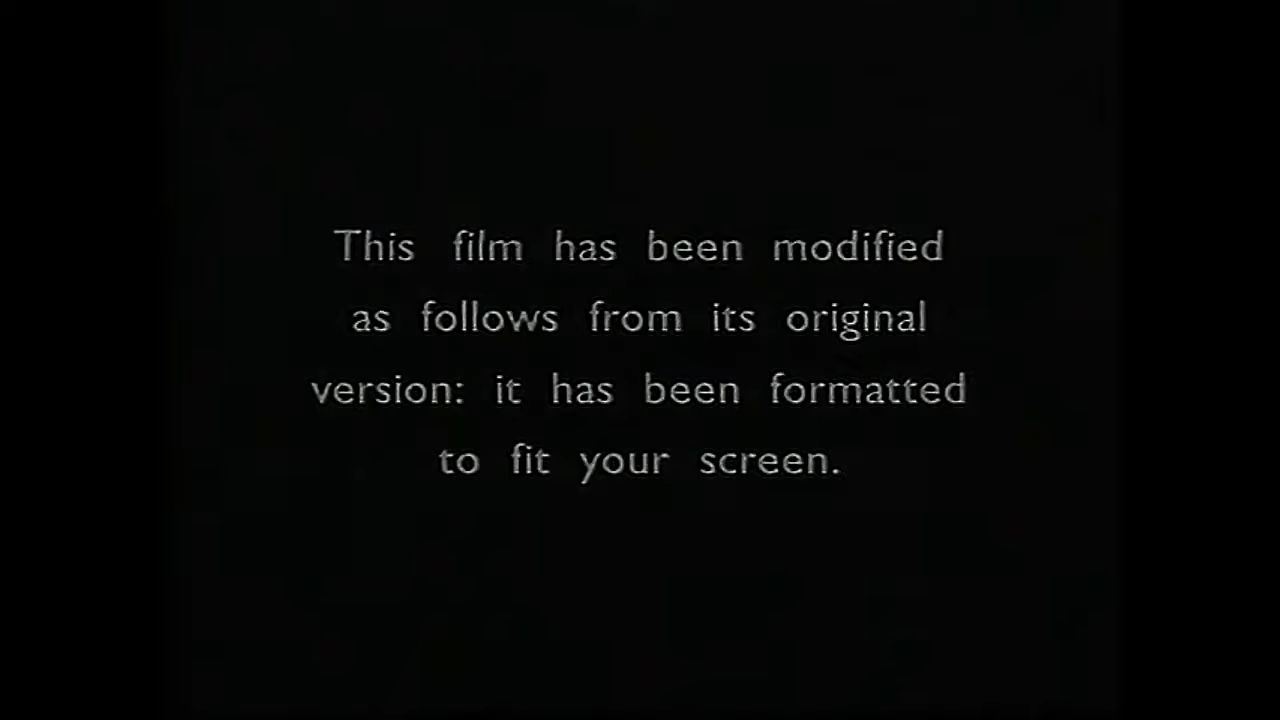 This film has been modified
as follows from its original
version: it has been formatted
to fit your screen.